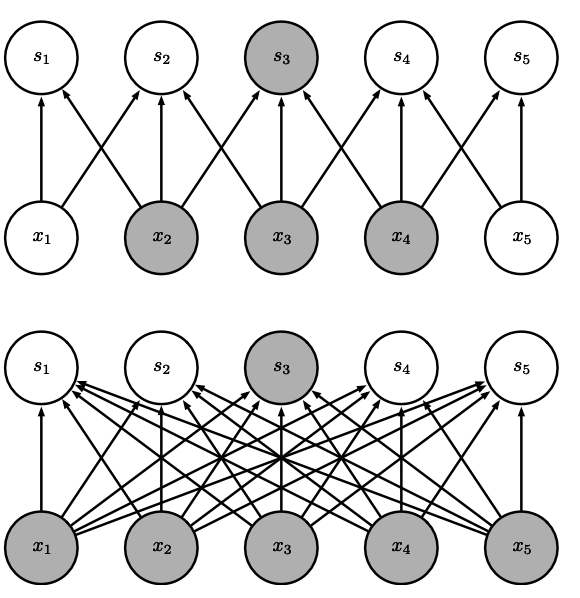 s₁ s₂ s₃ s₄ s₅
x₁ x₂ x₃ x₄ x₅
s₁ s₂ s₃ s₄ s₅
x₁ x₂ x₃ x₄ x₅